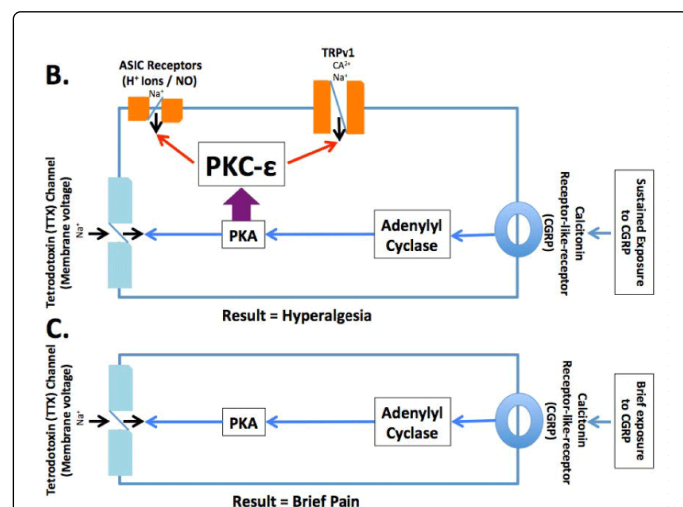 B.
ASIC Receptors
(H⁺ Ions / NO)
Na⁺
TRPv1
CA²⁺
Na⁺
PKC-ε
Tetrodotoxin (TTX) Channel
(Membrane voltage)
Na⁺
PKA
Adenylyl
Cyclase
Calcitonin
Receptor-like-receptor
(CGRP)
Sustained Exposure
to CGRP
Result = Hyperalgesia
C.
Tetrodotoxin (TTX) Channel
(Membrane voltage)
Na⁺
PKA
Adenylyl
Cyclase
Calcitonin
Receptor-like-receptor
(CGRP)
Brief exposure
to CGRP
Result = Brief Pain